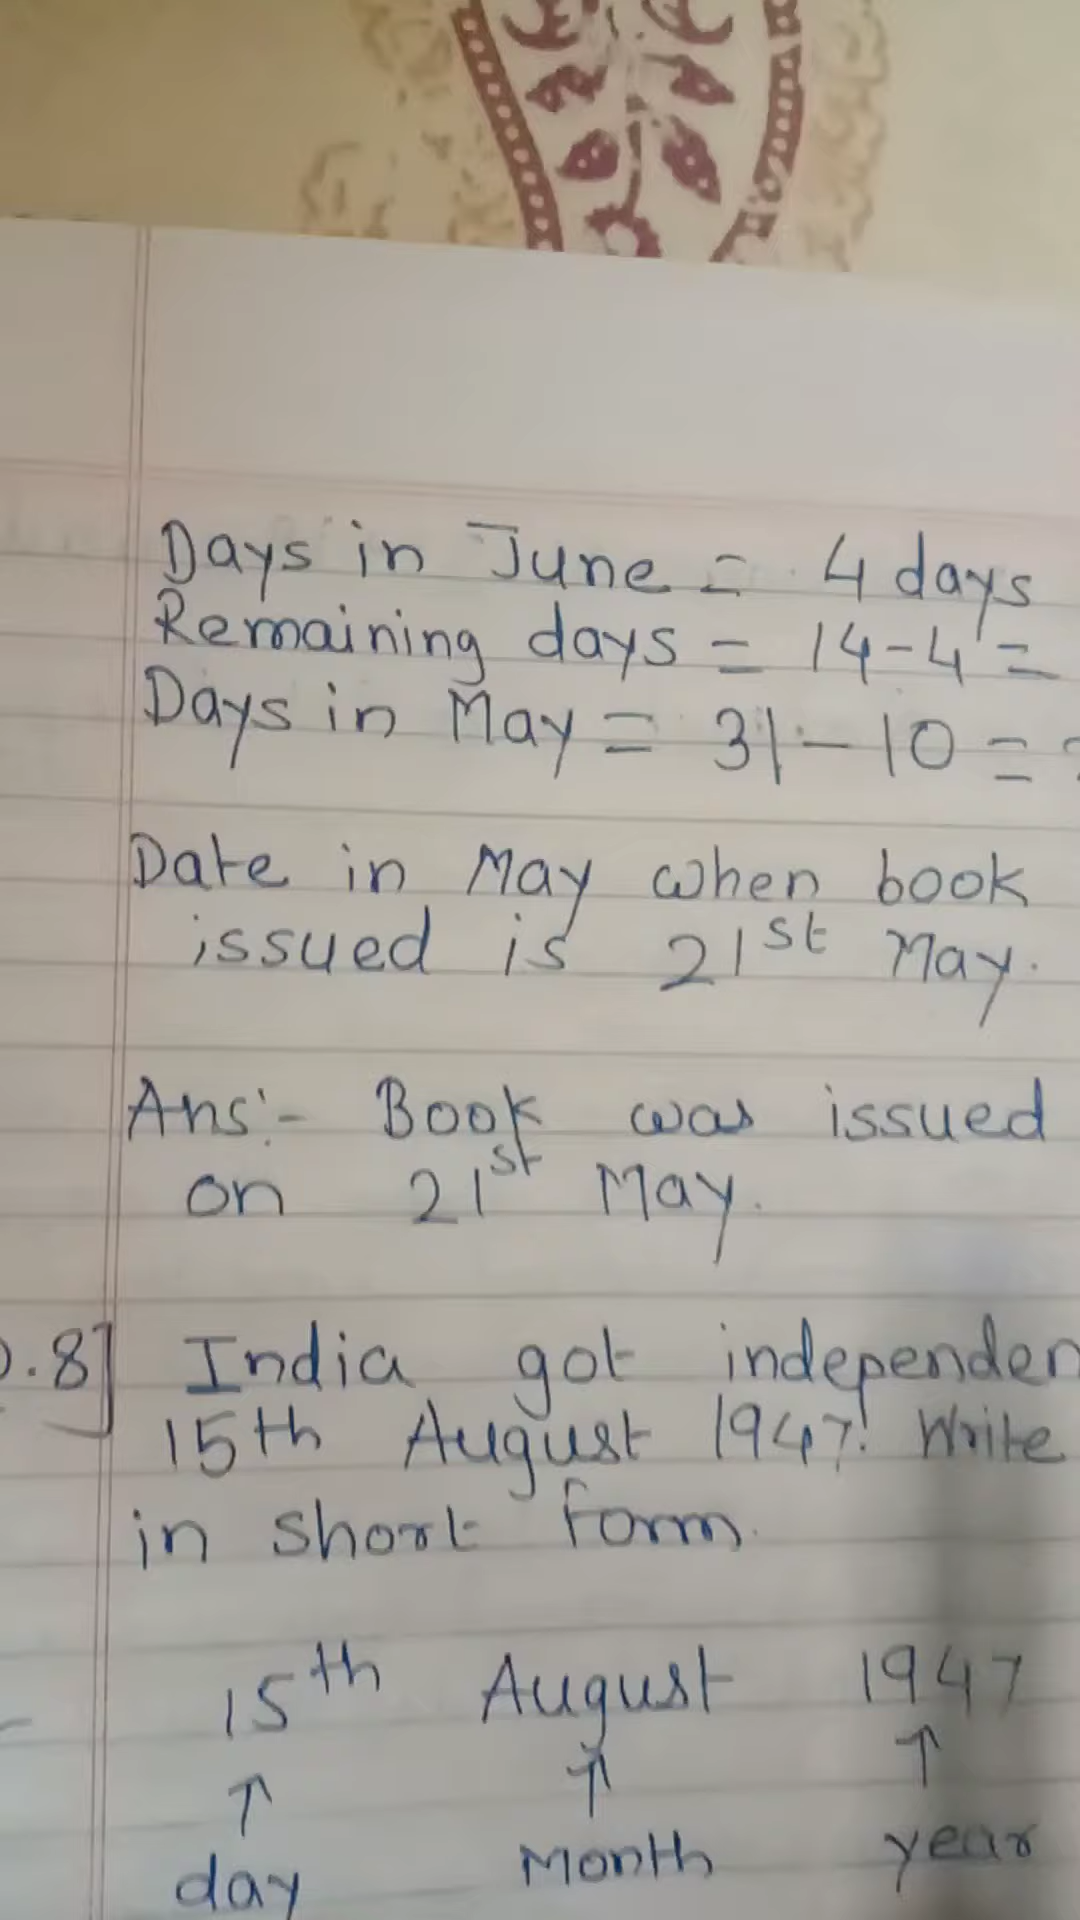 Days in June = 4 days
Remaining days = 14-4 =
Days in May = 31-10 =
Date in May when book
issued is 21st May.
Ans:- Book was issued
on 21st May.
.8] India got independen
15th August 1947. Write
in short form.
15th August 1947
↑ ↑ ↑
day Month year